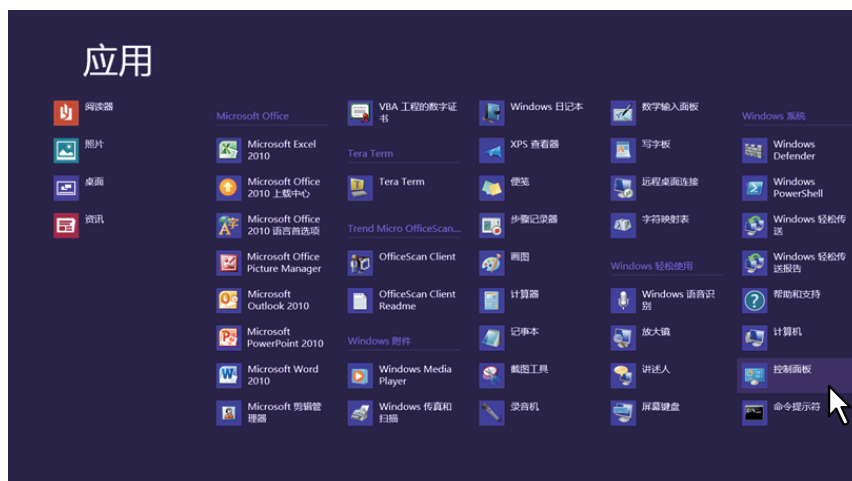 应用
阅读器
照片
桌面
资讯
Microsoft Office
Microsoft Excel
2010
Microsoft Office
2010 上载中心
Microsoft Office
2010 语言首选项
Microsoft Office
Picture Manager
Microsoft
Outlook 2010
Microsoft
PowerPoint 2010
Microsoft Word
2010
Microsoft 剪辑管
理器
VBA 工程的数字证
书
Tera Term
Tera Term
Trend Micro OfficeScan...
OfficeScan Client
OfficeScan Client
Readme
Windows 附件
Windows Media
Player
Windows 传真和
扫描
Windows 日记本
XPS 查看器
便笺
步骤记录器
画图
计算器
记事本
截图工具
录音机
数学输入面板
写字板
远程桌面连接
字符映射表
Windows 轻松使用
Windows 语音识
别
放大镜
讲述人
屏幕键盘
Windows 系统
Windows
Defender
Windows
PowerShell
Windows 轻松传
送
Windows 轻松传
送报告
帮助和支持
计算机
控制面板
命令提示符